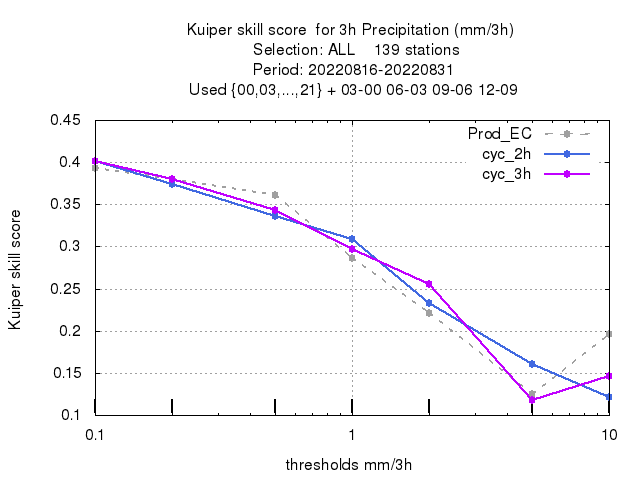 Kuiper skill score  for 3h Precipitation (mm/3h)
Selection: ALL    139 stations
Period: 20220816-20220831
Used {00,03,...,21} + 03-00 06-03 09-06 12-09
Prod_EC
cyc_2h
cyc_3h
Kuiper skill score
0.45
0.4
0.35
0.3
0.25
0.2
0.15
0.1
0.1
1
10
thresholds mm/3h